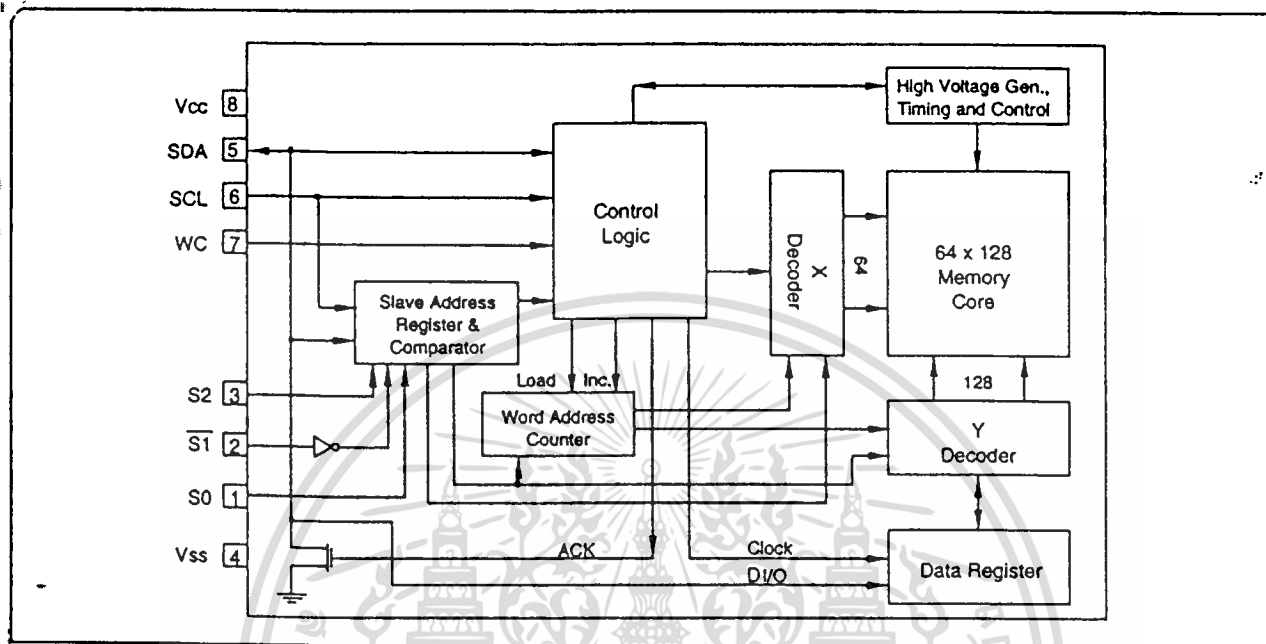 Vcc 8
SDA 5
SCL 6
WC 7
S2 3
S1 2
S0 1
Vss 4
High Voltage Gen.,
Timing and Control
Control
Logic
X
Decoder
64
64 x 128
Memory
Core
Slave Address
Register &
Comparator
Load Inc.
Word Address
Counter
128
Y
Decoder
ACK
Clock
DI/O
Data Register